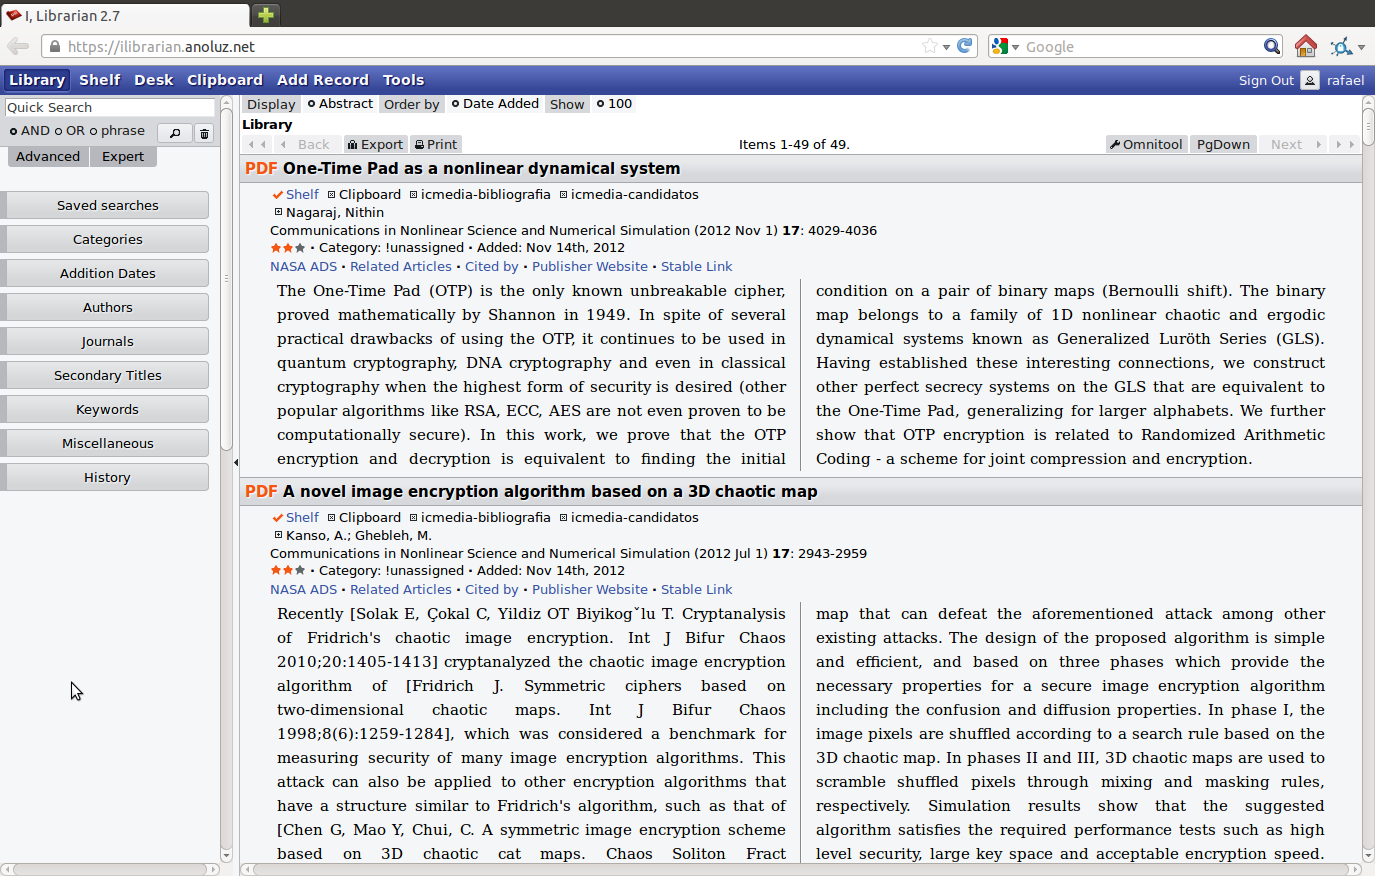 I, Librarian 2.7
https://ilibrarian.anoluz.net
Google
Library Shelf Desk Clipboard Add Record Tools
Sign Out rafael
Quick Search
AND OR phrase
Advanced Expert
Saved searches
Categories
Addition Dates
Authors
Journals
Secondary Titles
Keywords
Miscellaneous
History
Display Abstract Order by Date Added Show 100
Library
Back Export Print Items 1-49 of 49. Omnitool PgDown Next
PDF One-Time Pad as a nonlinear dynamical system
Shelf Clipboard icmedia-bibliografia icmedia-candidatos
Nagaraj, Nithin
Communications in Nonlinear Science and Numerical Simulation (2012 Nov 1) 17: 4029-4036
· Category: !unassigned · Added: Nov 14th, 2012
NASA ADS · Related Articles · Cited by · Publisher Website · Stable Link
The One-Time Pad (OTP) is the only known unbreakable cipher,
proved mathematically by Shannon in 1949. In spite of several
practical drawbacks of using the OTP, it continues to be used in
quantum cryptography, DNA cryptography and even in classical
cryptography when the highest form of security is desired (other
popular algorithms like RSA, ECC, AES are not even proven to be
computationally secure). In this work, we prove that the OTP
encryption and decryption is equivalent to finding the initial
condition on a pair of binary maps (Bernoulli shift). The binary
map belongs to a family of 1D nonlinear chaotic and ergodic
dynamical systems known as Generalized Luröth Series (GLS).
Having established these interesting connections, we construct
other perfect secrecy systems on the GLS that are equivalent to
the One-Time Pad, generalizing for larger alphabets. We further
show that OTP encryption is related to Randomized Arithmetic
Coding - a scheme for joint compression and encryption.
PDF A novel image encryption algorithm based on a 3D chaotic map
Shelf Clipboard icmedia-bibliografia icmedia-candidatos
Kanso, A.; Ghebleh, M.
Communications in Nonlinear Science and Numerical Simulation (2012 Jul 1) 17: 2943-2959
· Category: !unassigned · Added: Nov 14th, 2012
NASA ADS · Related Articles · Cited by · Publisher Website · Stable Link
Recently [Solak E, Çokal C, Yildiz OT Biyikogˇlu T. Cryptanalysis
of Fridrich's chaotic image encryption. Int J Bifur Chaos
2010;20:1405-1413] cryptanalyzed the chaotic image encryption
algorithm of [Fridrich J. Symmetric ciphers based on
two-dimensional chaotic maps. Int J Bifur Chaos
1998;8(6):1259-1284], which was considered a benchmark for
measuring security of many image encryption algorithms. This
attack can also be applied to other encryption algorithms that
have a structure similar to Fridrich's algorithm, such as that of
[Chen G, Mao Y, Chui, C. A symmetric image encryption scheme
based on 3D chaotic cat maps. Chaos Soliton Fract
map that can defeat the aforementioned attack among other
existing attacks. The design of the proposed algorithm is simple
and efficient, and based on three phases which provide the
necessary properties for a secure image encryption algorithm
including the confusion and diffusion properties. In phase I, the
image pixels are shuffled according to a search rule based on the
3D chaotic map. In phases II and III, 3D chaotic maps are used to
scramble shuffled pixels through mixing and masking rules,
respectively. Simulation results show that the suggested
algorithm satisfies the required performance tests such as high
level security, large key space and acceptable encryption speed.